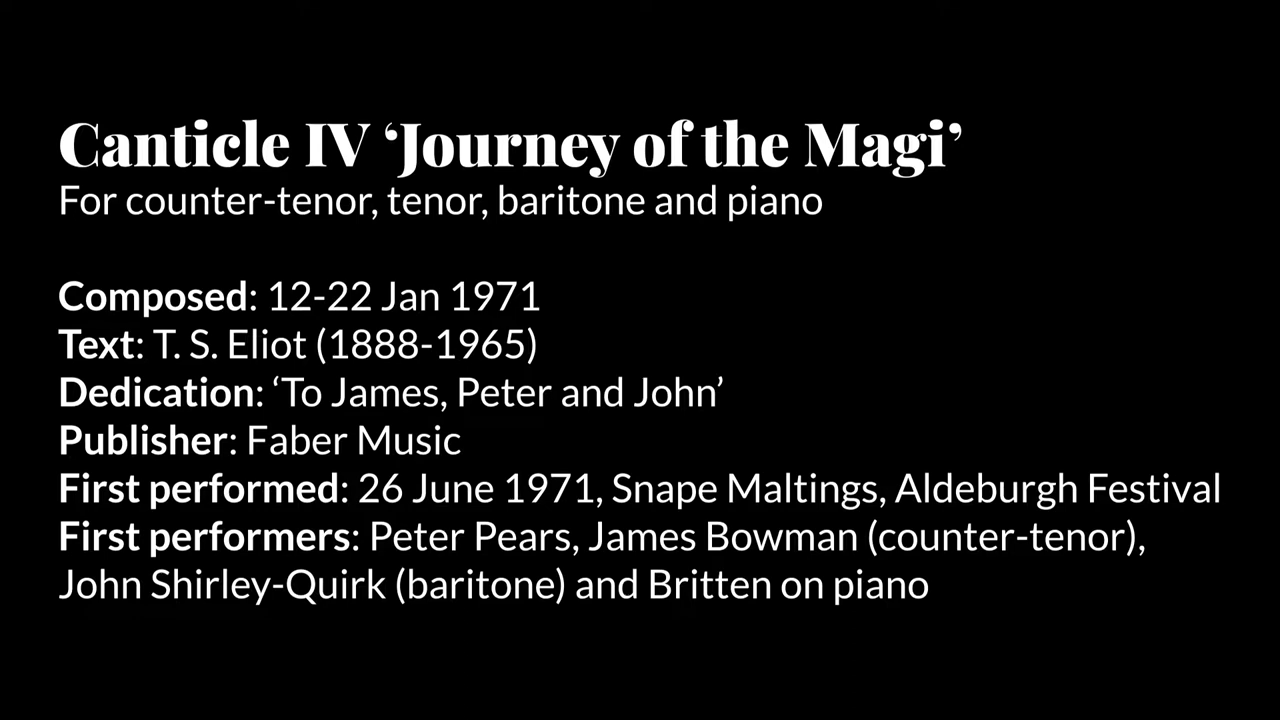 Canticle IV ‘Journey of the Magi’
For counter-tenor, tenor, baritone and piano
Composed: 12-22 Jan 1971
Text: T. S. Eliot (1888-1965)
Dedication: ‘To James, Peter and John’
Publisher: Faber Music
First performed: 26 June 1971, Snape Maltings, Aldeburgh Festival
First performers: Peter Pears, James Bowman (counter-tenor),
John Shirley-Quirk (baritone) and Britten on piano